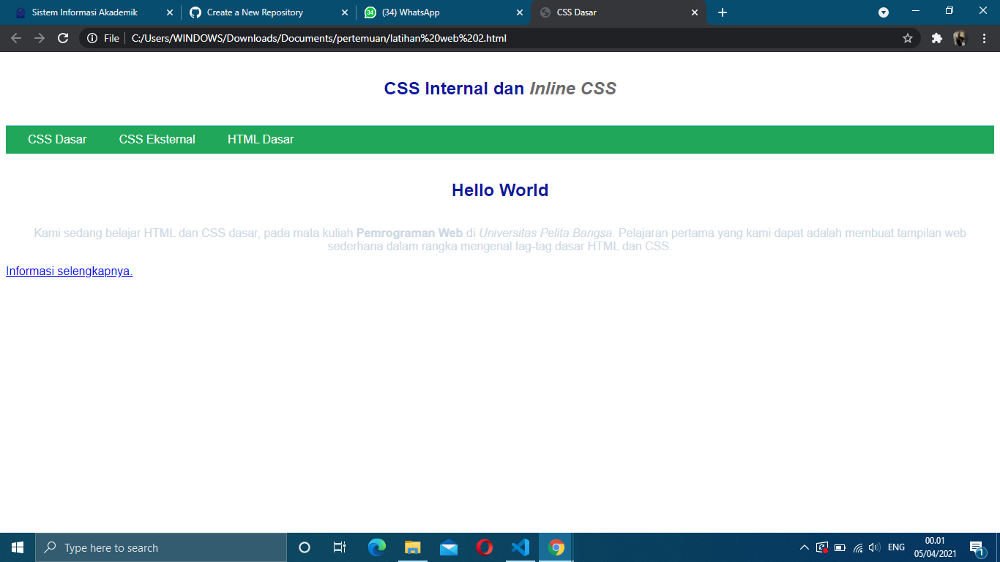 Sistem Informasi Akademik
Create a New Repository
34
(34) WhatsApp
CSS Dasar
File
C:/Users/WINDOWS/Downloads/Documents/pertemuan/latihan%20web%202.html
CSS Internal dan Inline CSS
CSS Dasar CSS Eksternal HTML Dasar
Hello World
Kami sedang belajar HTML dan CSS dasar, pada mata kuliah Pemrograman Web di Universitas Pelita Bangsa. Pelajaran pertama yang kami dapat adalah membuat tampilan web
sederhana dalam rangka mengenal tag-tag dasar HTML dan CSS.
Informasi selengkapnya.
Type here to search
ENG
00.01
05/04/2021
1